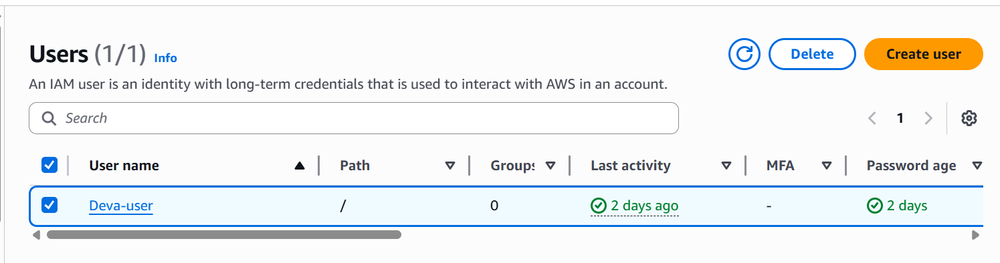 Users (1/1) Info
Delete
Create user
An IAM user is an identity with long-term credentials that is used to interact with AWS in an account.
Search
1
User name Path Groups Last activity MFA Password age
Deva-user / 0 2 days ago - 2 days